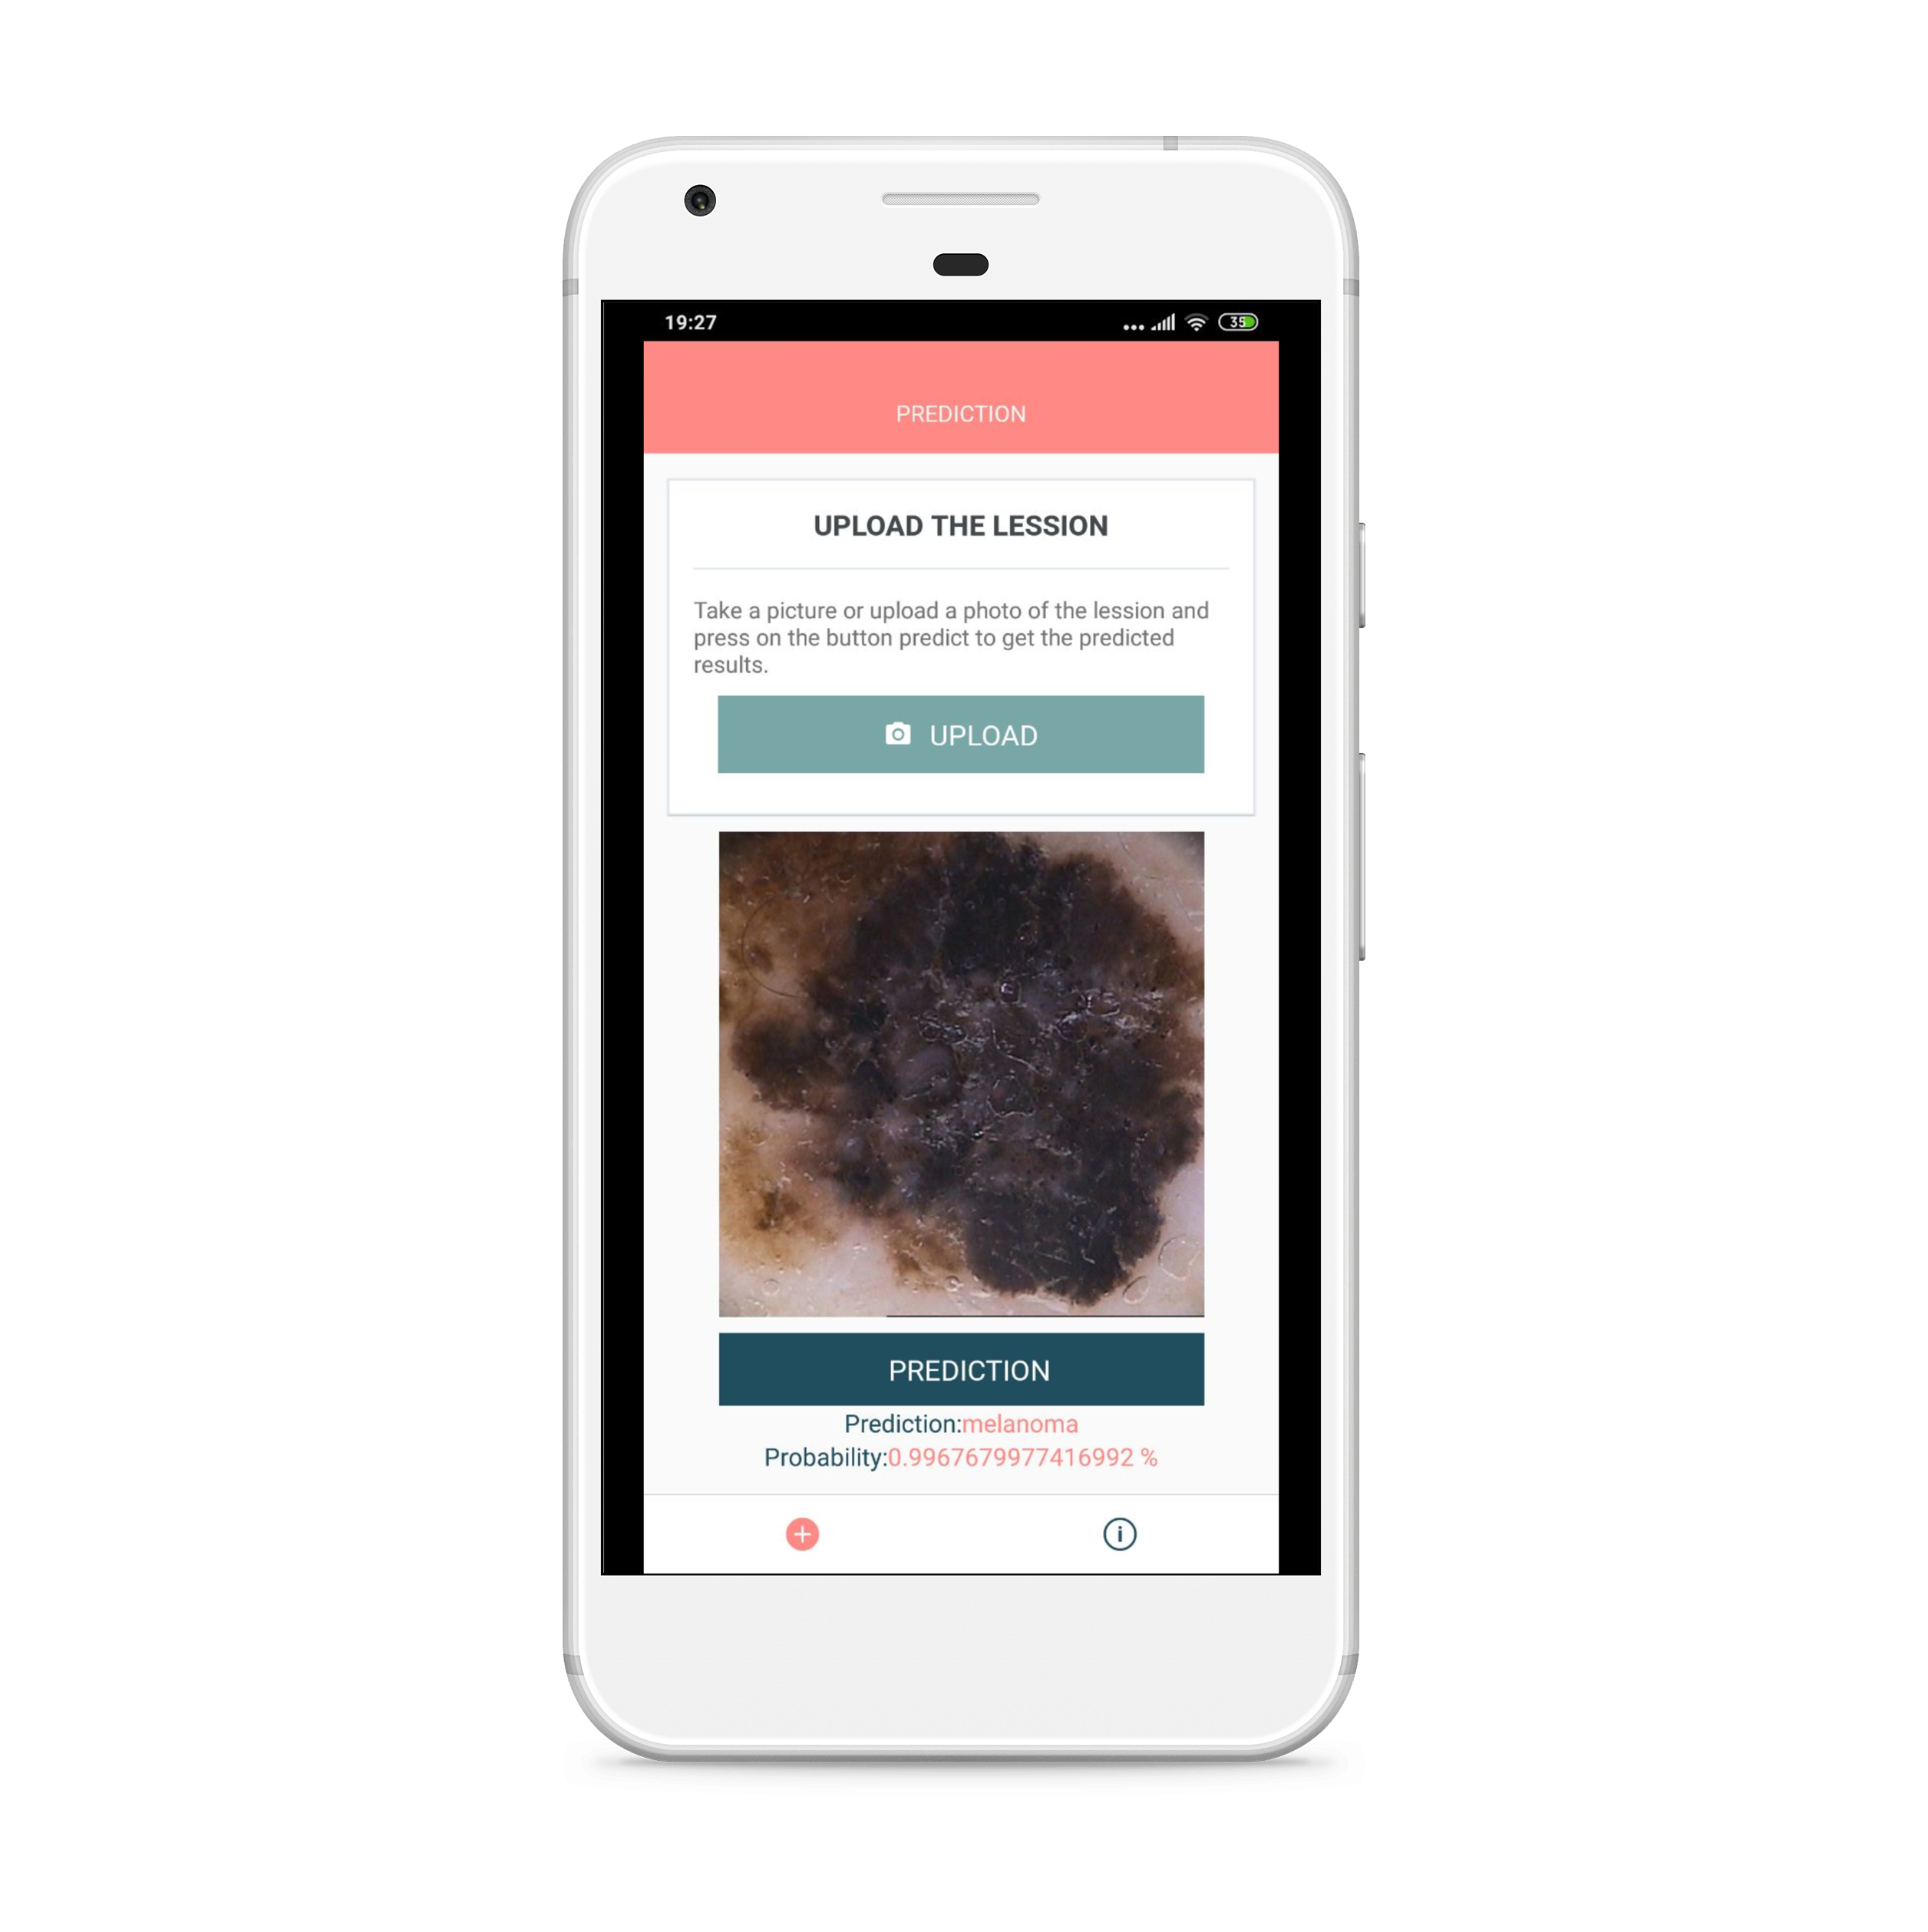 19:27
35
PREDICTION
UPLOAD THE LESSION
Take a picture or upload a photo of the lession and
press on the button predict to get the predicted
results.
UPLOAD
PREDICTION
Prediction:melanoma
Probability:0.9967679977416992 %